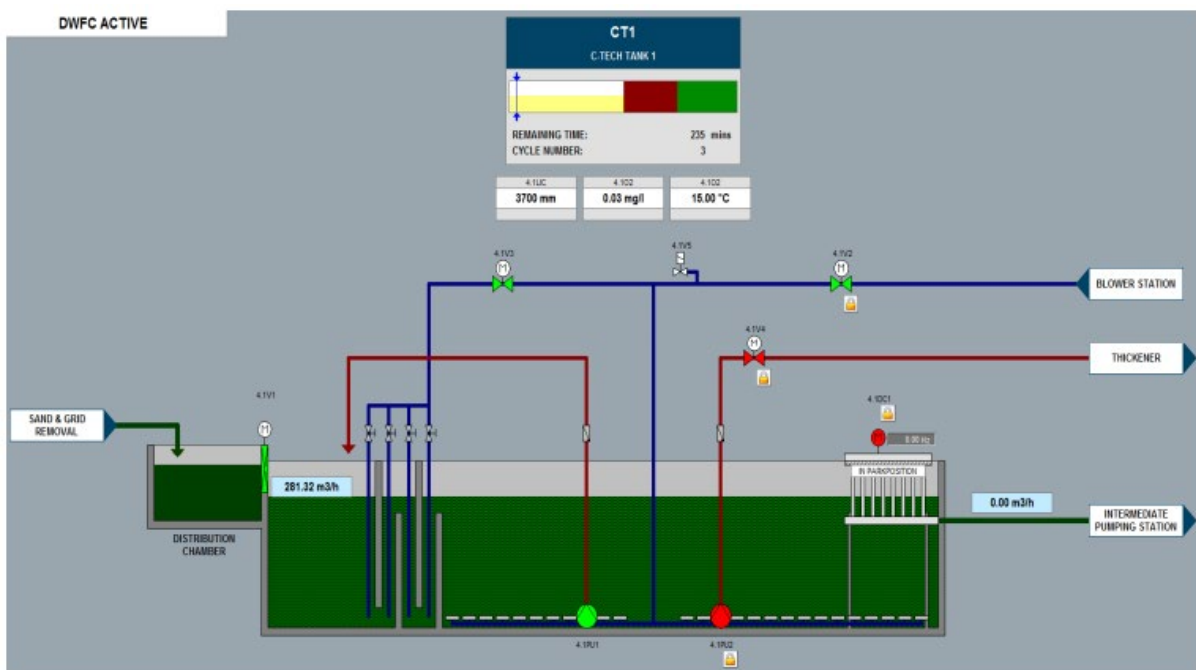 DWFC ACTIVE
CT1
C-TECH TANK 1
REMAINING TIME: 235 mins
CYCLE NUMBER: 3
4.1LIC 4.1O2 4.1O2
3700 mm 0.03 mg/l 15.00 °C
4.1V3
4.1V5
4.1V2
M
M
BLOWER STATION
4.1V4
M
THICKENER
4.1V1
M
4.1DC1
SAND & GRID
REMOVAL
M
0.00 Hz
IN PARKPOSITION
281.32 m3/h
0.00 m3/h
INTERMEDIATE
PUMPING STATION
DISTRIBUTION
CHAMBER
4.1PU1
4.1PU2